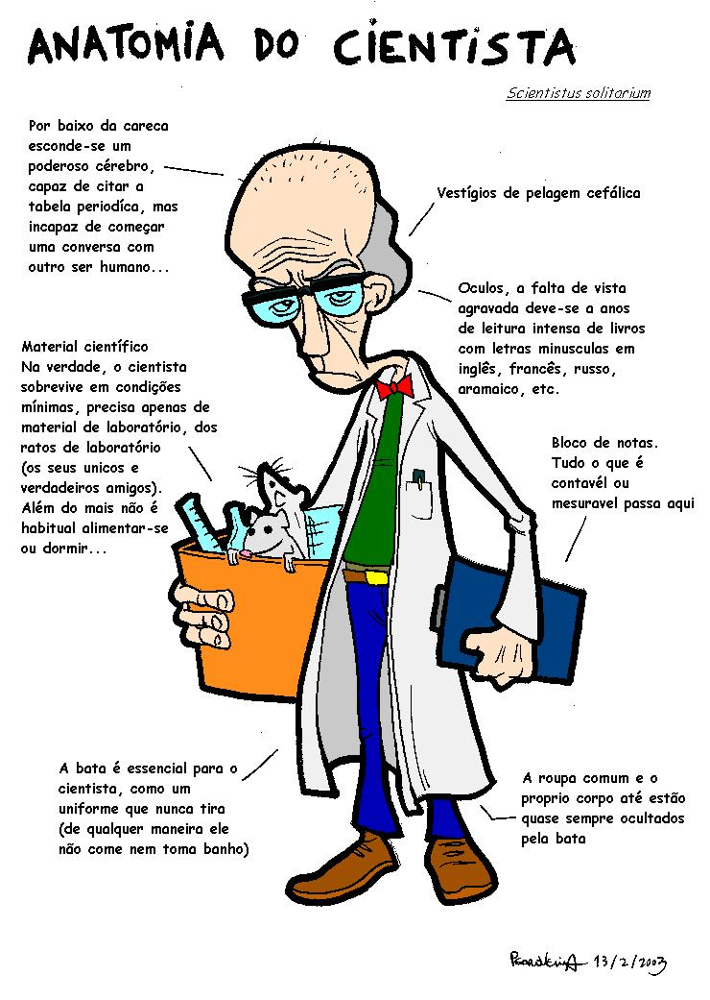 ANATOMIA DO CIENTISTA
Scientistus solitarium
Por baixo da careca
esconde-se um
poderoso cérebro,
capaz de citar a
tabela periodíca, mas
incapaz de começar
uma conversa com
outro ser humano...
Vestígios de pelagem cefálica
Oculos, a falta de vista
agravada deve-se a anos
de leitura intensa de livros
com letras minusculas em
inglês, francês, russo,
aramaico, etc.
Material científico
Na verdade, o cientista
sobrevive em condições
mínimas, precisa apenas de
material de laboratório, dos
ratos de laboratório
(os seus unicos e
verdadeiros amigos).
Além do mais não é
habitual alimentar-se
ou dormir...
Bloco de notas.
Tudo o que é
contavél ou
mesuravel passa aqui
A bata é essencial para o
cientista, como um
uniforme que nunca tira
(de qualquer maneira ele
não come nem toma banho)
A roupa comum e o
proprio corpo até estão
quase sempre ocultados
pela bata
13/2/2003